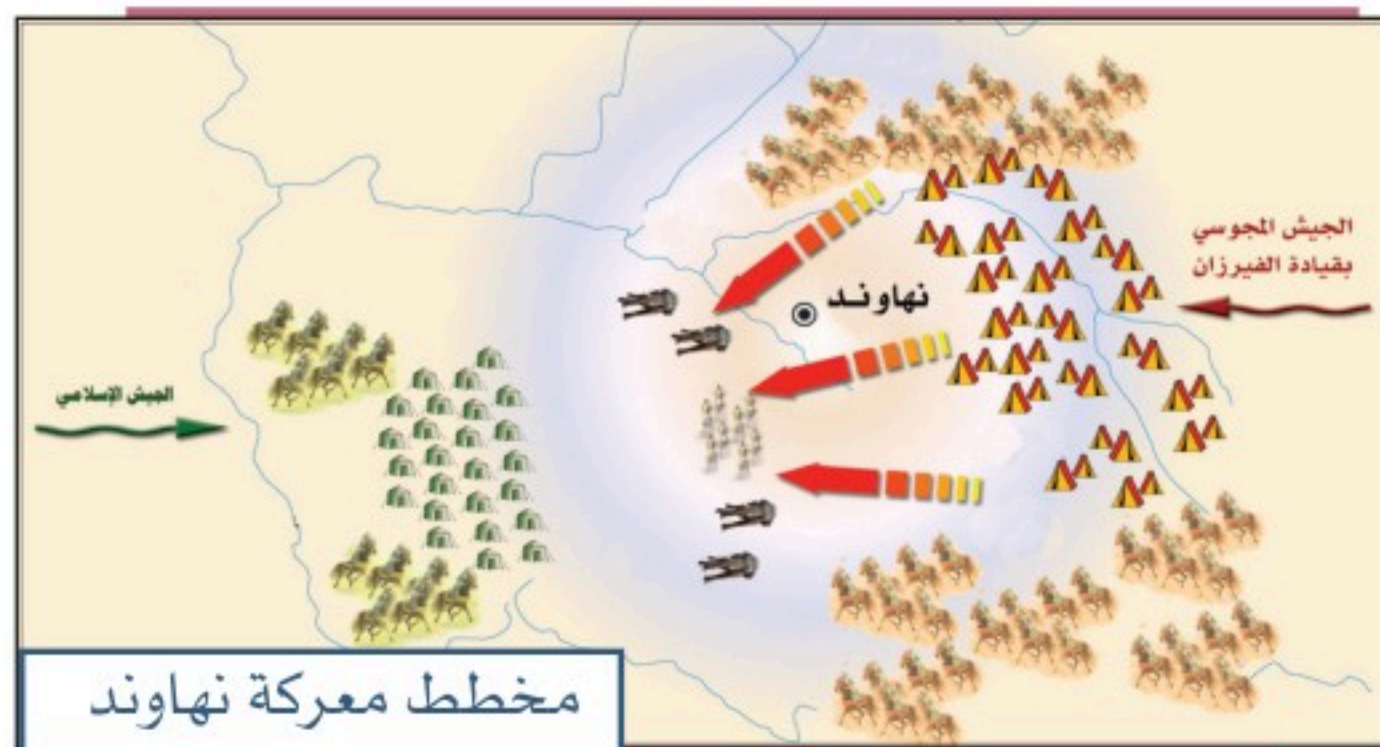 الجيش المجوسي
بقيادة الفيرزان
نهاوند
الجيش الإسلامي
مخطط معركة نهاوند